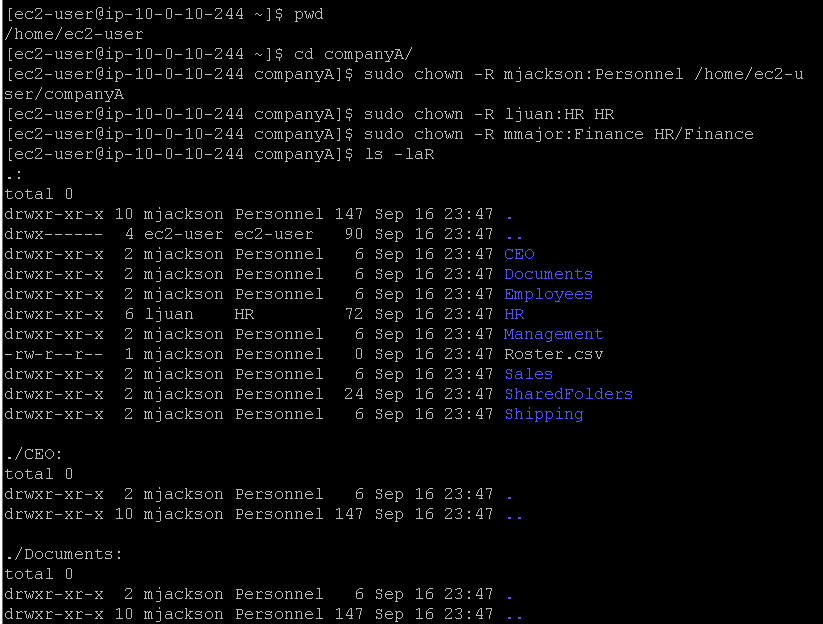 [ec2-user@ip-10-0-10-244 ~]$ pwd
/home/ec2-user
[ec2-user@ip-10-0-10-244 ~]$ cd companyA/
[ec2-user@ip-10-0-10-244 companyA]$ sudo chown -R mjackson:Personnel /home/ec2-u
ser/companyA
[ec2-user@ip-10-0-10-244 companyA]$ sudo chown -R ljuan:HR HR
[ec2-user@ip-10-0-10-244 companyA]$ sudo chown -R mmajor:Finance HR/Finance
[ec2-user@ip-10-0-10-244 companyA]$ ls -laR
.:
total 0
drwxr-xr-x 10 mjackson Personnel 147 Sep 16 23:47 .
drwx------  4 ec2-user ec2-user   90 Sep 16 23:47 ..
drwxr-xr-x  2 mjackson Personnel   6 Sep 16 23:47 CEO
drwxr-xr-x  2 mjackson Personnel   6 Sep 16 23:47 Documents
drwxr-xr-x  2 mjackson Personnel   6 Sep 16 23:47 Employees
drwxr-xr-x  6 ljuan    HR         72 Sep 16 23:47 HR
drwxr-xr-x  2 mjackson Personnel   6 Sep 16 23:47 Management
-rw-r--r--  1 mjackson Personnel   0 Sep 16 23:47 Roster.csv
drwxr-xr-x  2 mjackson Personnel   6 Sep 16 23:47 Sales
drwxr-xr-x  2 mjackson Personnel  24 Sep 16 23:47 SharedFolders
drwxr-xr-x  2 mjackson Personnel   6 Sep 16 23:47 Shipping

./CEO:
total 0
drwxr-xr-x  2 mjackson Personnel   6 Sep 16 23:47 .
drwxr-xr-x 10 mjackson Personnel 147 Sep 16 23:47 ..

./Documents:
total 0
drwxr-xr-x  2 mjackson Personnel   6 Sep 16 23:47 .
drwxr-xr-x 10 mjackson Personnel 147 Sep 16 23:47 ..